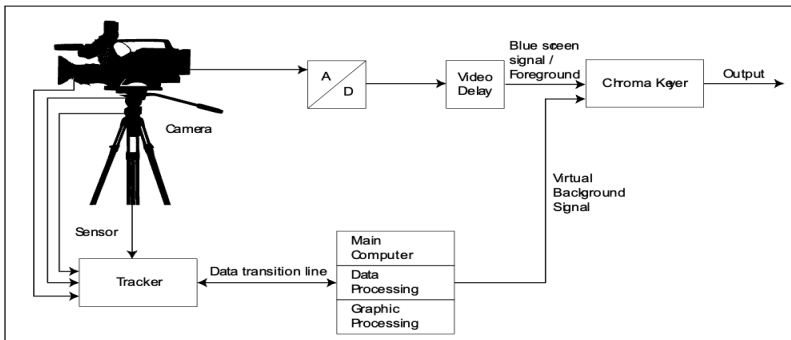 Blue screen
signal /
Foreground
A
D
Video
Delay
Chroma Keyer
Output
Camera
Virtual
Background
Signal
Sensor
Tracker
Data transition line
Main
Computer
Data
Processing
Graphic
Processing